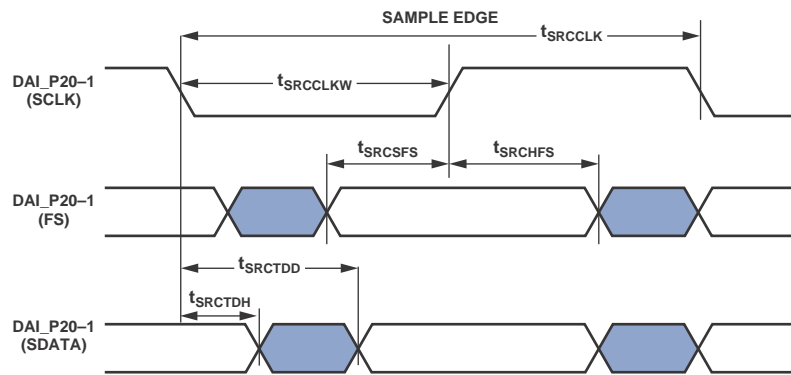 SAMPLE EDGE
tSRCCLK
DAI_P20–1
(SCLK)
tSRCCLKW
tSRCSFS
tSRCHFS
DAI_P20–1
(FS)
tSRCTDD
tSRCTDH
DAI_P20–1
(SDATA)